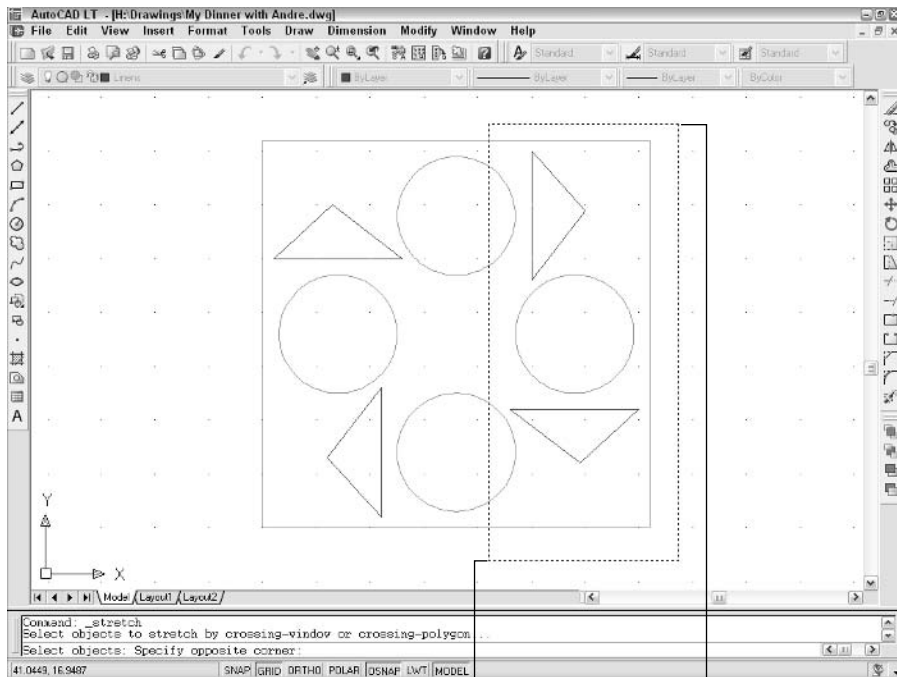 AutoCAD LT - [H:\Drawings\My Dinner with Andre.dwg]
File Edit View Insert Format Tools Draw Dimension Modify Window Help
Standard Standard Standard
Linens ByLayer ByLayer ByLayer ByColor
A
Y
X
Model Layout1 Layout2
Command: _stretch
Select objects to stretch by crossing-window or crossing-polygon ..
Select objects: Specify opposite corner:
41.0449, 16.9487 SNAP GRID ORTHO POLAR OSNAP LWT MODEL